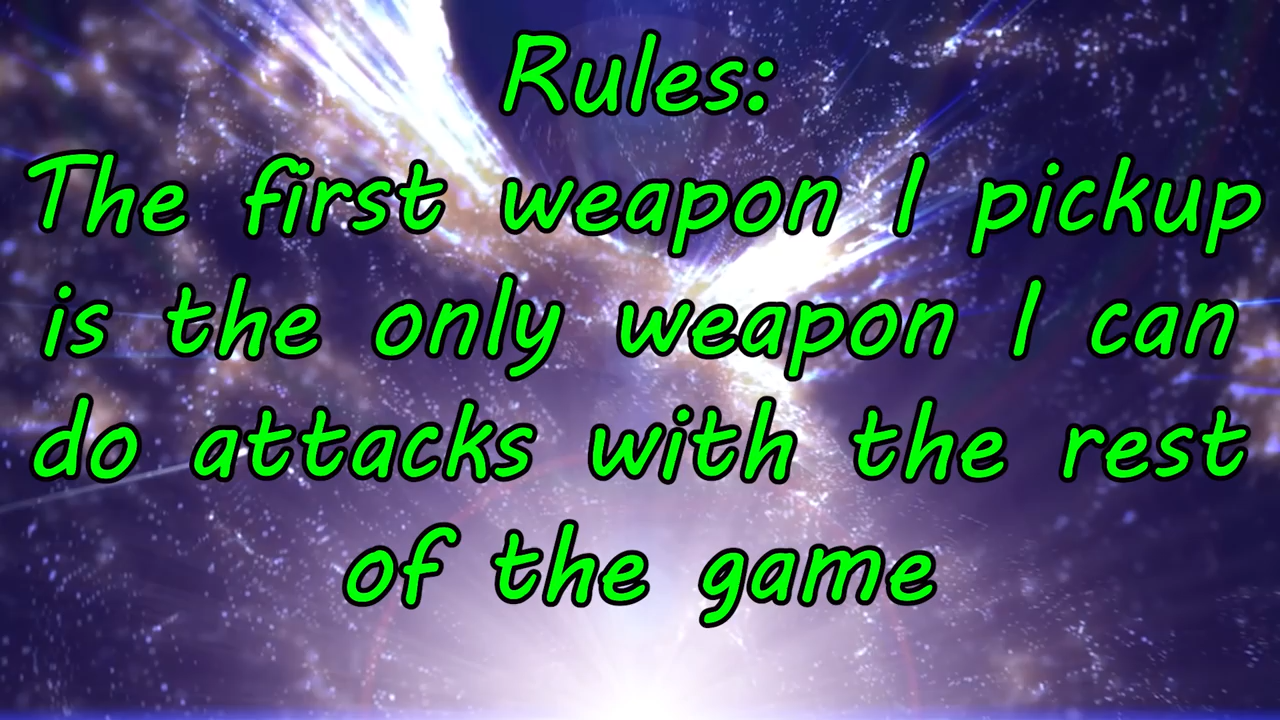 Rules:
The first weapon I pickup
is the only weapon I can
do attacks with the rest
of the game